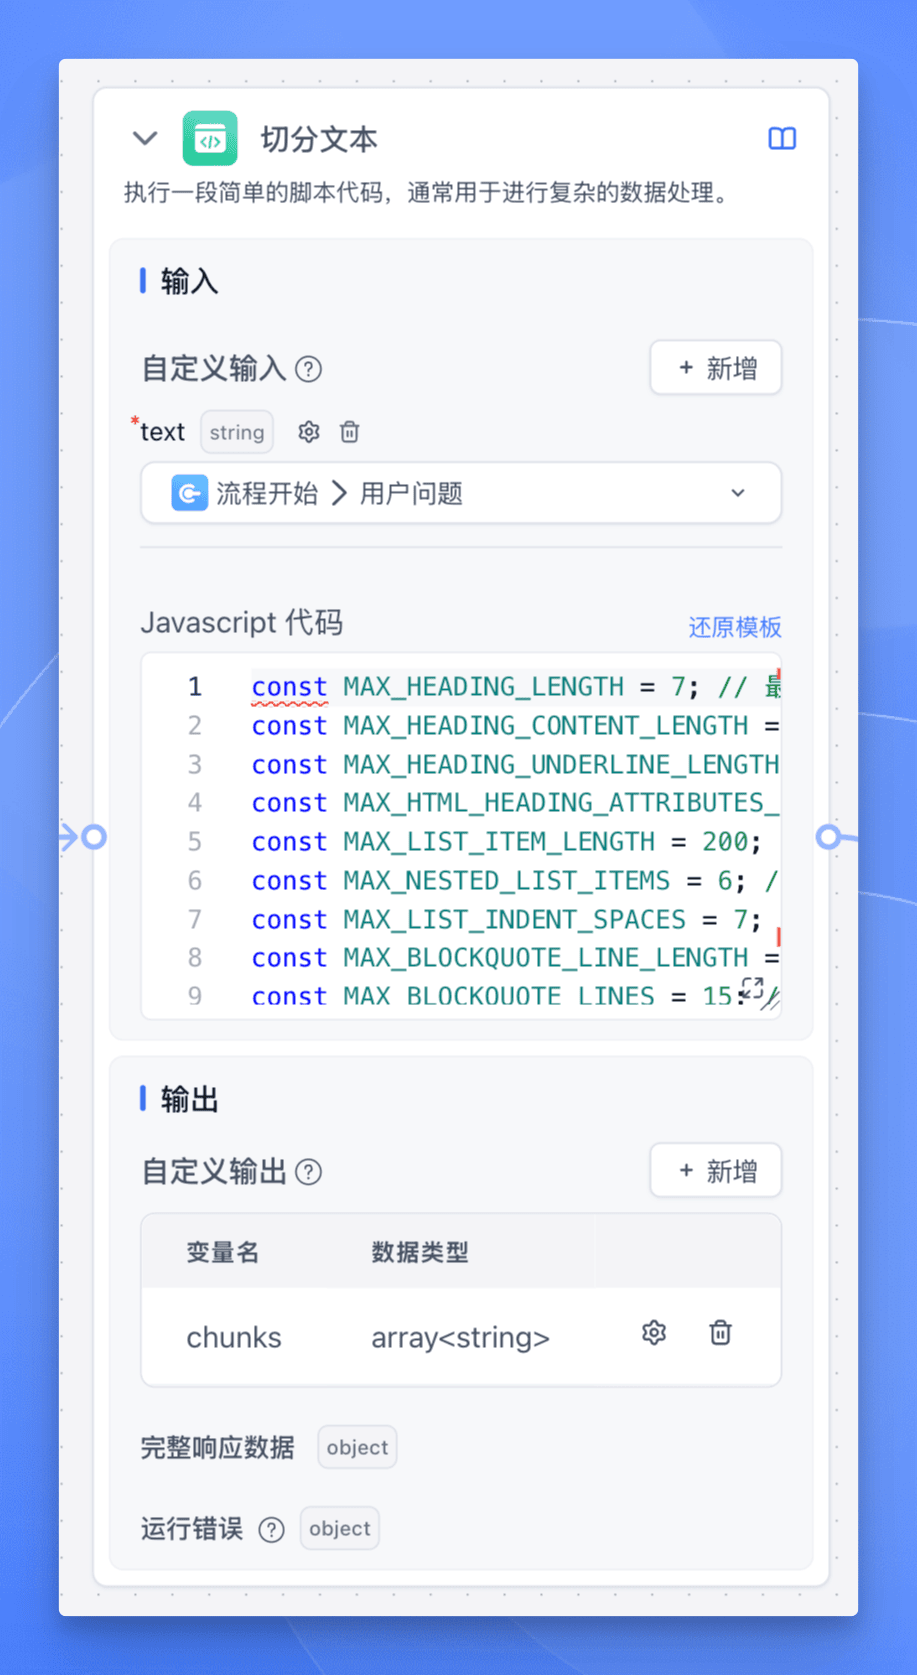 切分文本
执行一段简单的脚本代码，通常用于进行复杂的数据处理。
输入
自定义输入 ?
+ 新增
*text string
流程开始 > 用户问题
Javascript 代码
还原模板
1 const MAX_HEADING_LENGTH = 7; // 最
2 const MAX_HEADING_CONTENT_LENGTH =
3 const MAX_HEADING_UNDERLINE_LENGTH
4 const MAX_HTML_HEADING_ATTRIBUTES_
5 const MAX_LIST_ITEM_LENGTH = 200;
6 const MAX_NESTED_LIST_ITEMS = 6; /
7 const MAX_LIST_INDENT_SPACES = 7;
8 const MAX_BLOCKQUOTE_LINE_LENGTH =
9 const MAX_BLOCKQUOTE_LINES = 15; /
输出
自定义输出 ?
+ 新增
变量名 数据类型
chunks array<string>
完整响应数据 object
运行错误 ? object